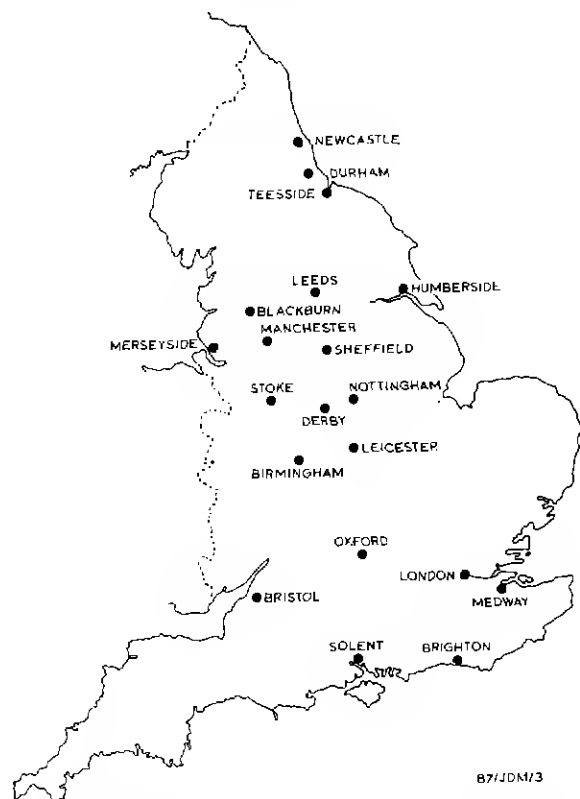 NEWCASTLE
DURHAM
TEESSIDE
LEEDS
HUMBERSIDE
BLACKBURN
MANCHESTER
MERSEYSIDE
SHEFFIELD
STOKE
NOTTINGHAM
DERBY
LEICESTER
BIRMINGHAM
OXFORD
LONDON
MEDWAY
BRISTOL
SOLENT
BRIGHTON
87/JDM/3